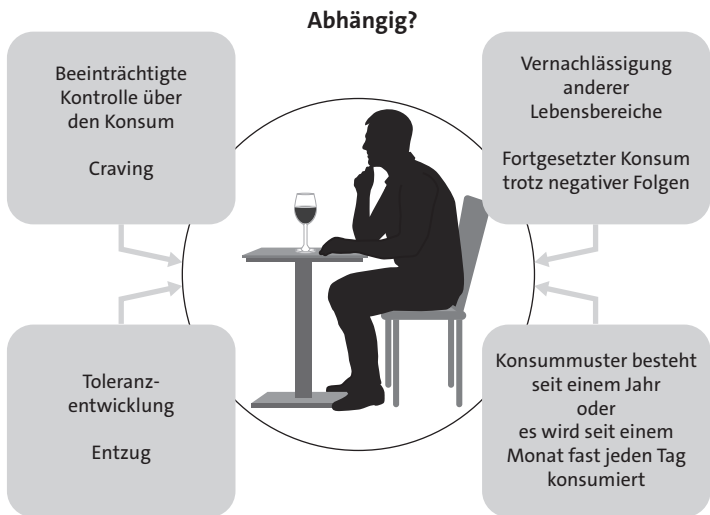 Abhängig?
Beeinträchtigte
Kontrolle über
den Konsum
Craving
Vernachlässigung
anderer
Lebensbereiche
Fortgesetzter Konsum
trotz negativer Folgen
Toleranz-
entwicklung
Entzug
Konsummuster besteht
seit einem Jahr
oder
es wird seit einem
Monat fast jeden Tag
konsumiert